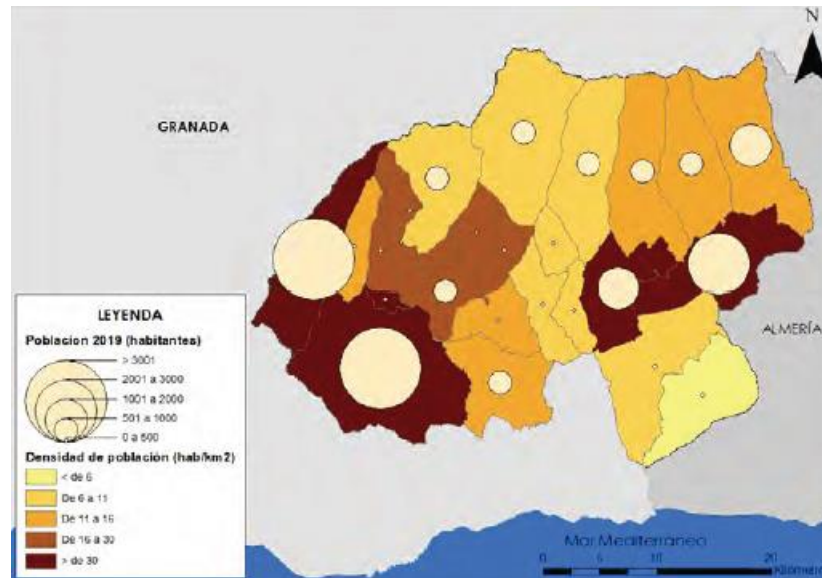 N
GRANADA
LEYENDA
Poblacion 2019 (habitantes)
> 3001
2001 a 3000
1001 a 2000
501 a 1000
0 a 500
Densidad de población (hab/km2)
< de 6
De 6 a 11
De 11 a 16
De 16 a 30
> de 30
ALMERÍA
Mar Mediterraneo
0 5 10 20
Kilometers